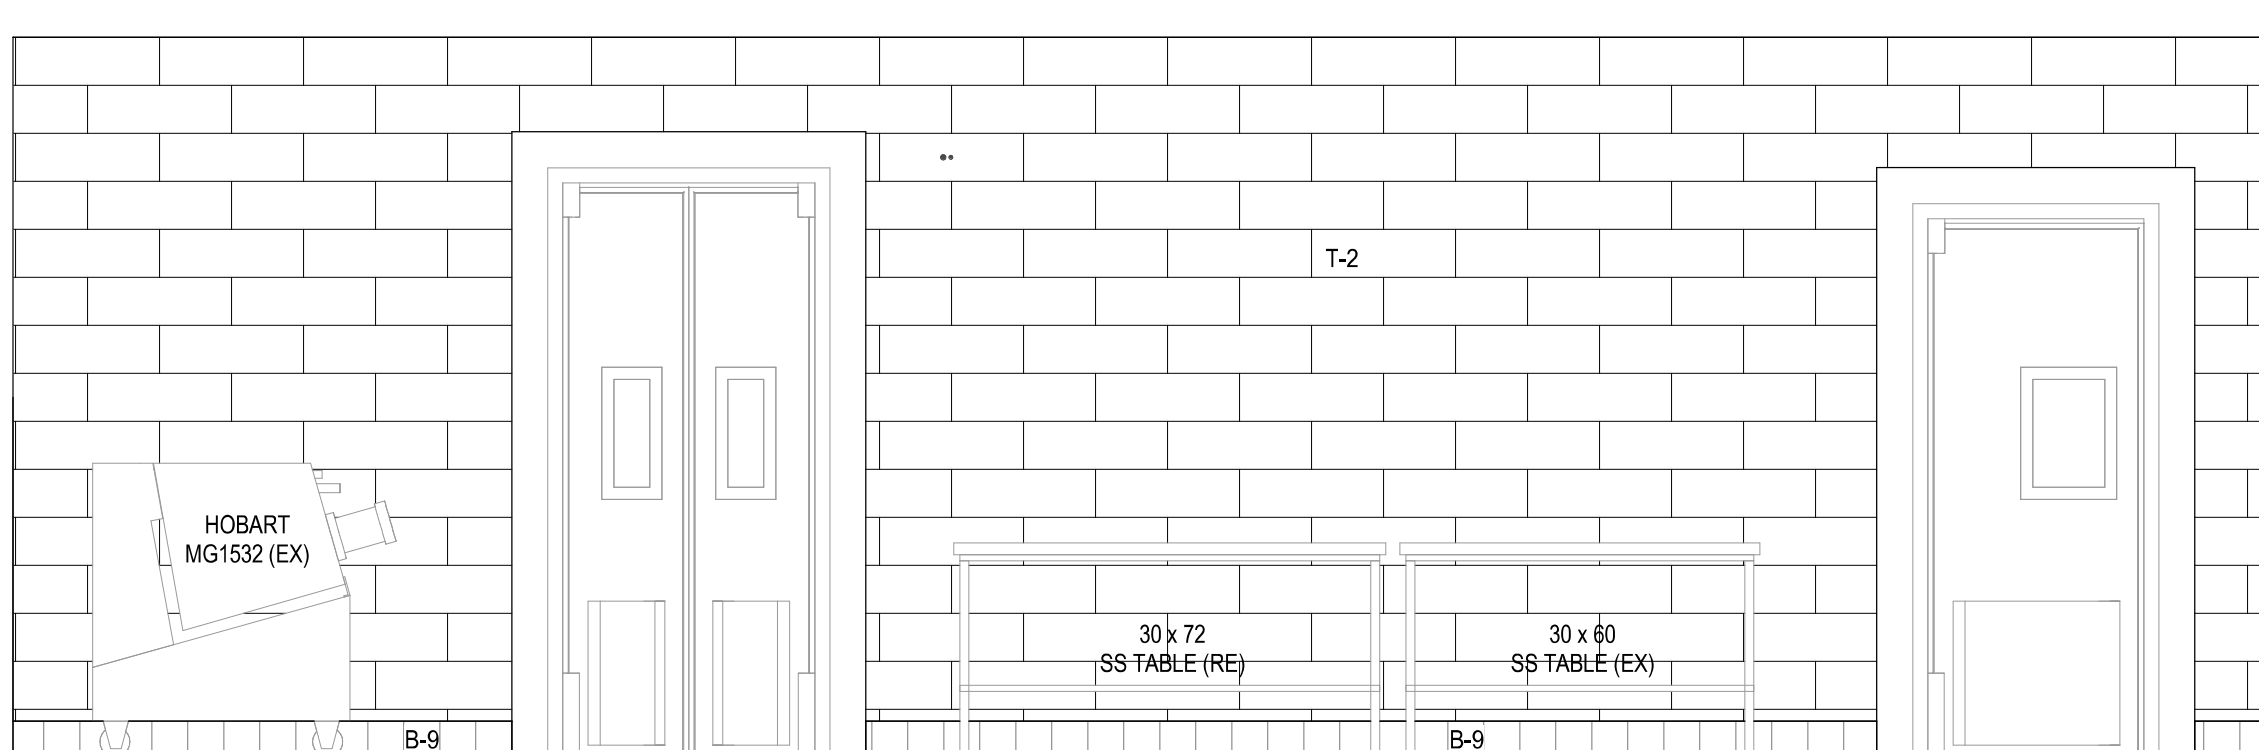 T-2
HOBART
MG1532 (EX)
30 x 72
SS TABLE (RE)
30 x 60
SS TABLE (EX)
B-9
B-9